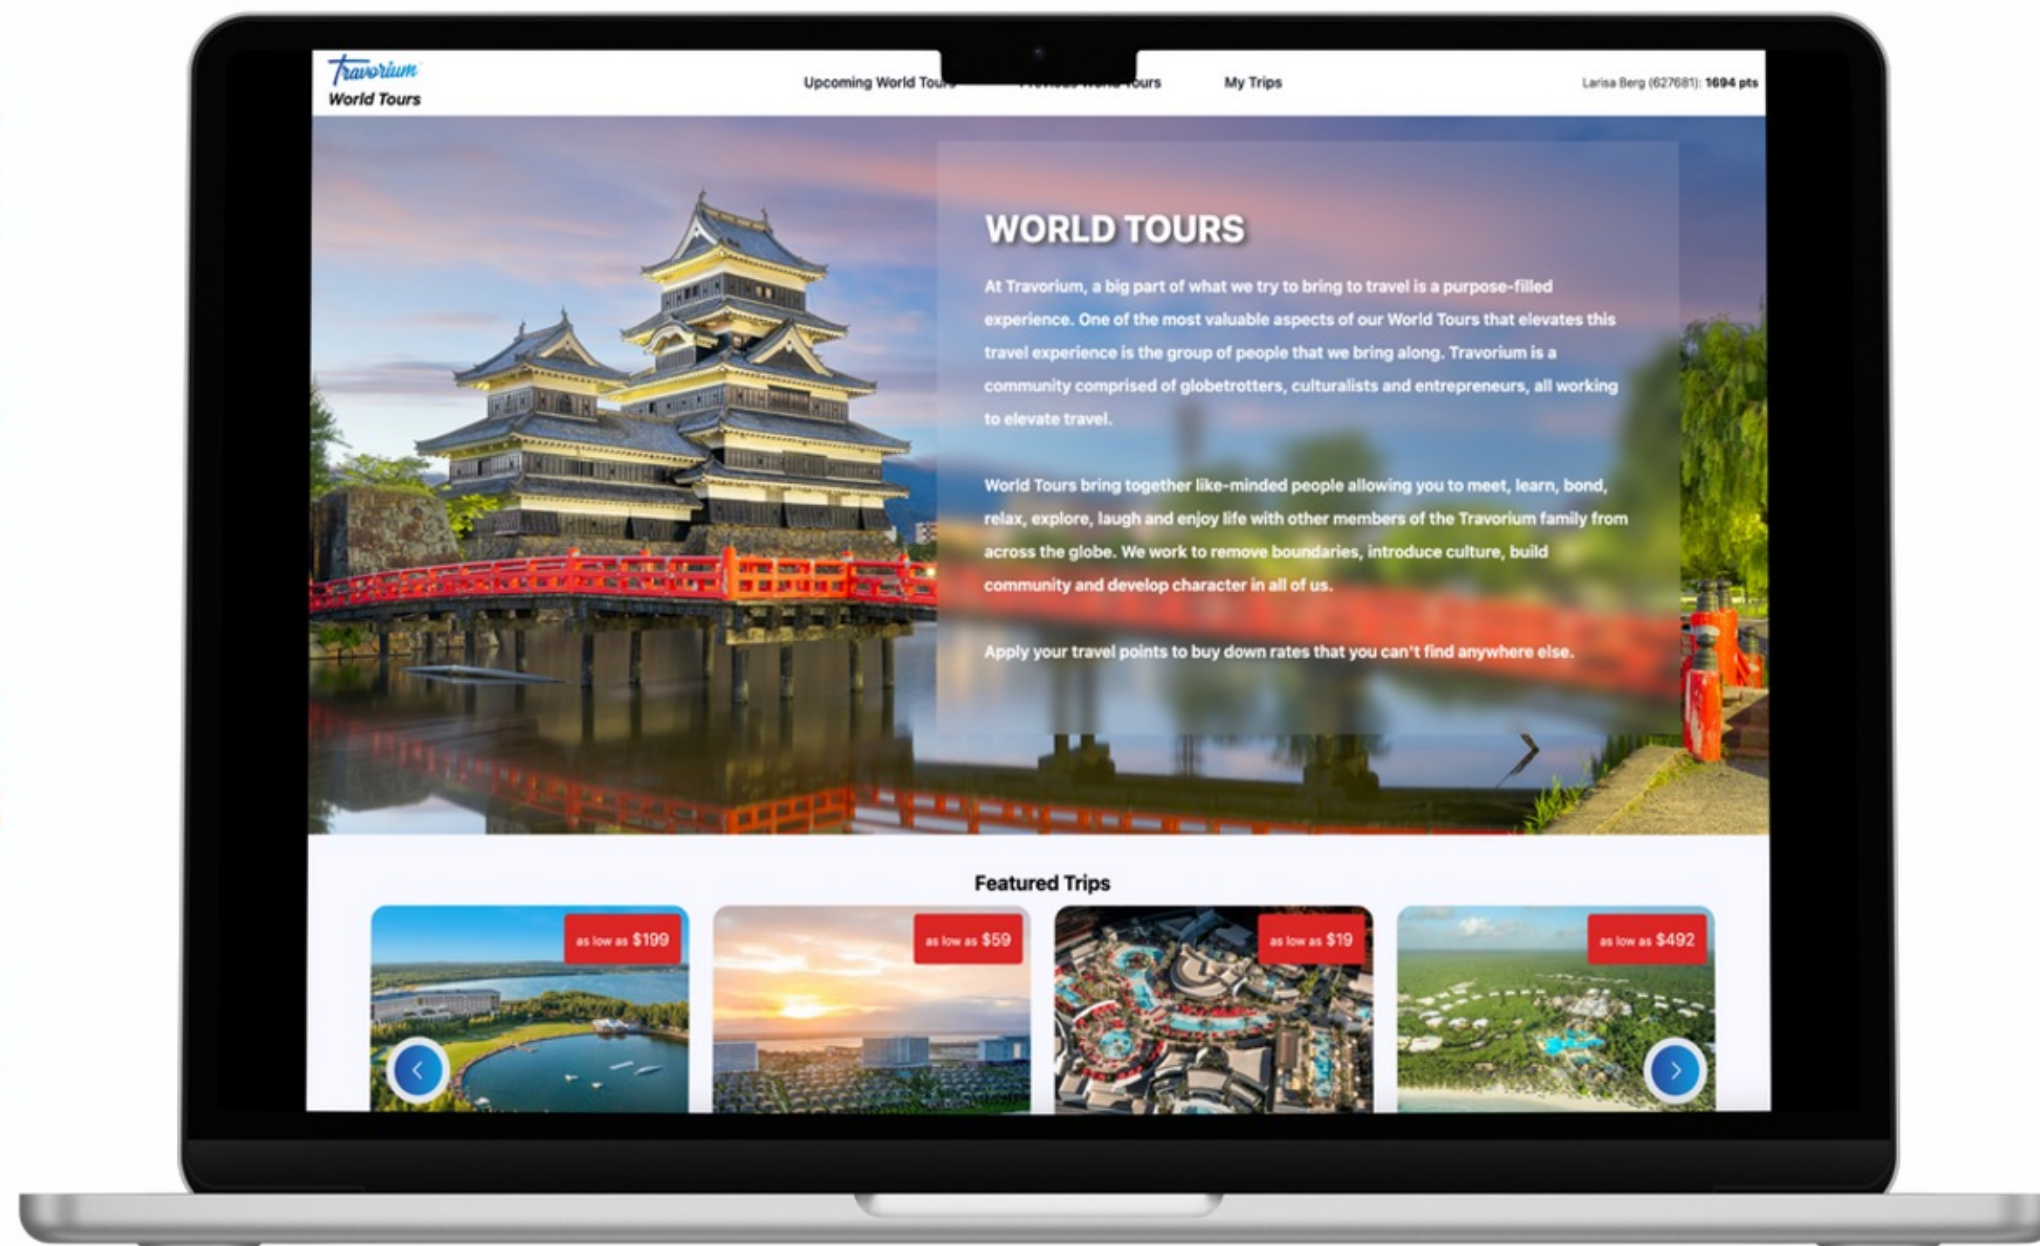 Travorium
World Tours
Upcoming World Tours
Previous World Tours
My Trips
Larisa Berg (627681): 1694 pts
WORLD TOURS
At Travorium, a big part of what we try to bring to travel is a purpose-filled
experience. One of the most valuable aspects of our World Tours that elevates this
travel experience is the group of people that we bring along. Travorium is a
community comprised of globetrotters, culturalists and entrepreneurs, all working
to elevate travel.
World Tours bring together like-minded people allowing you to meet, learn, bond,
relax, explore, laugh and enjoy life with other members of the Travorium family from
across the globe. We work to remove boundaries, introduce culture, build
community and develop character in all of us.
Apply your travel points to buy down rates that you can't find anywhere else.
Featured Trips
as low as $199
as low as $59
as low as $19
as low as $492